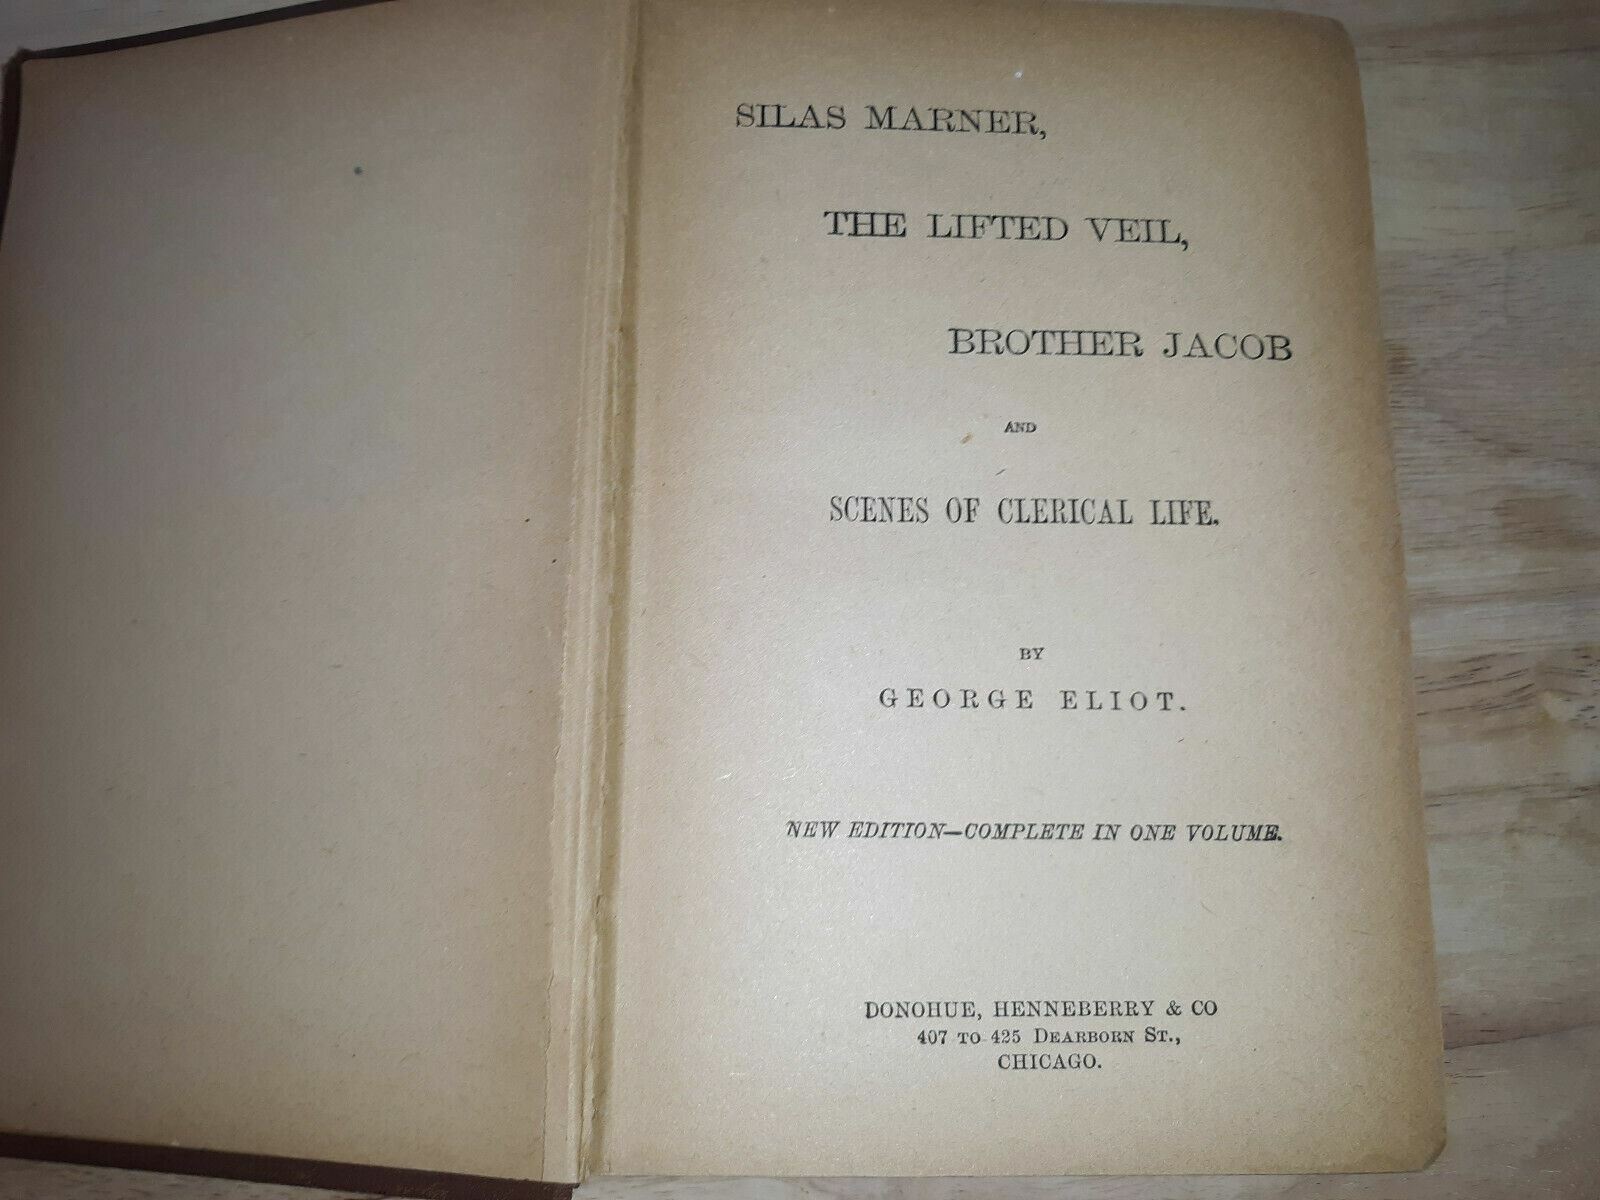 SILAS MARNER,
THE LIFTED VEIL,
BROTHER JACOB
AND
SCENES OF CLERICAL LIFE.
BY
GEORGE ELIOT.
NEW EDITION—COMPLETE IN ONE VOLUME.
DONOHUE, HENNEBERRY & CO
407 TO 425 DEARBORN ST.,
CHICAGO.